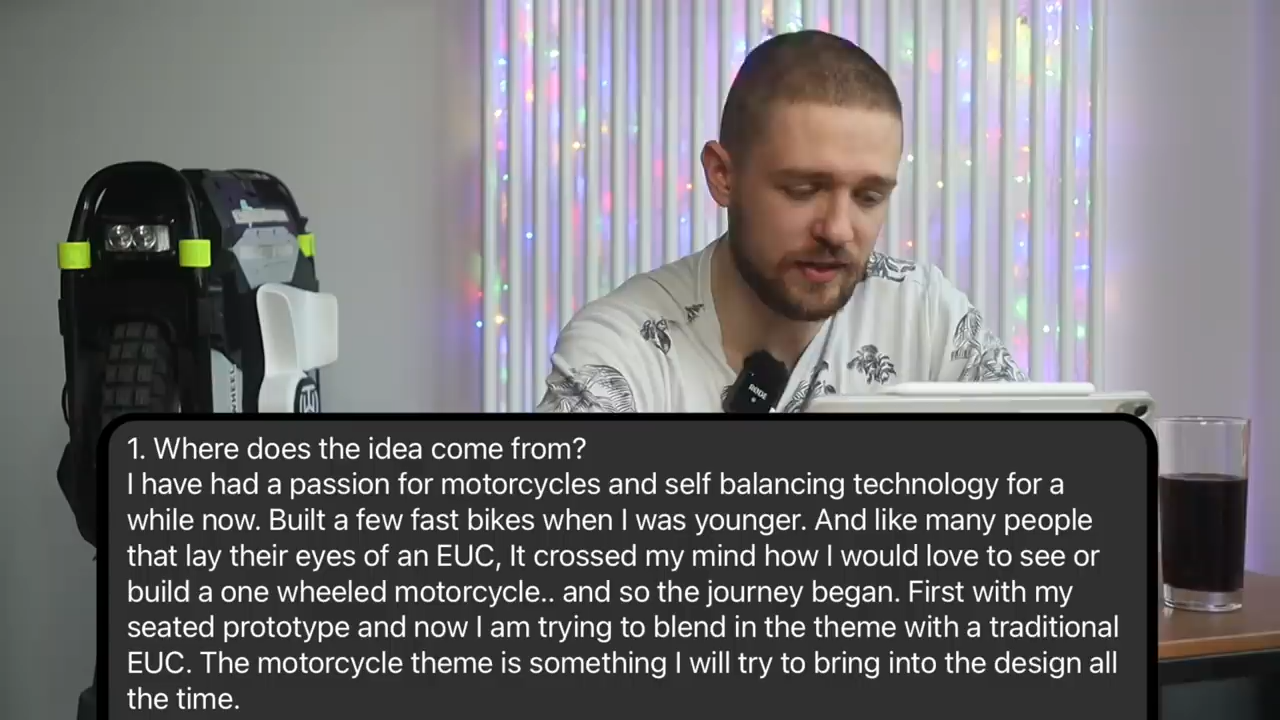 RODE
WHEEL
1. Where does the idea come from?
I have had a passion for motorcycles and self balancing technology for a
while now. Built a few fast bikes when I was younger. And like many people
that lay their eyes of an EUC, It crossed my mind how I would love to see or
build a one wheeled motorcycle.. and so the journey began. First with my
seated prototype and now I am trying to blend in the theme with a traditional
EUC. The motorcycle theme is something I will try to bring into the design all
the time.